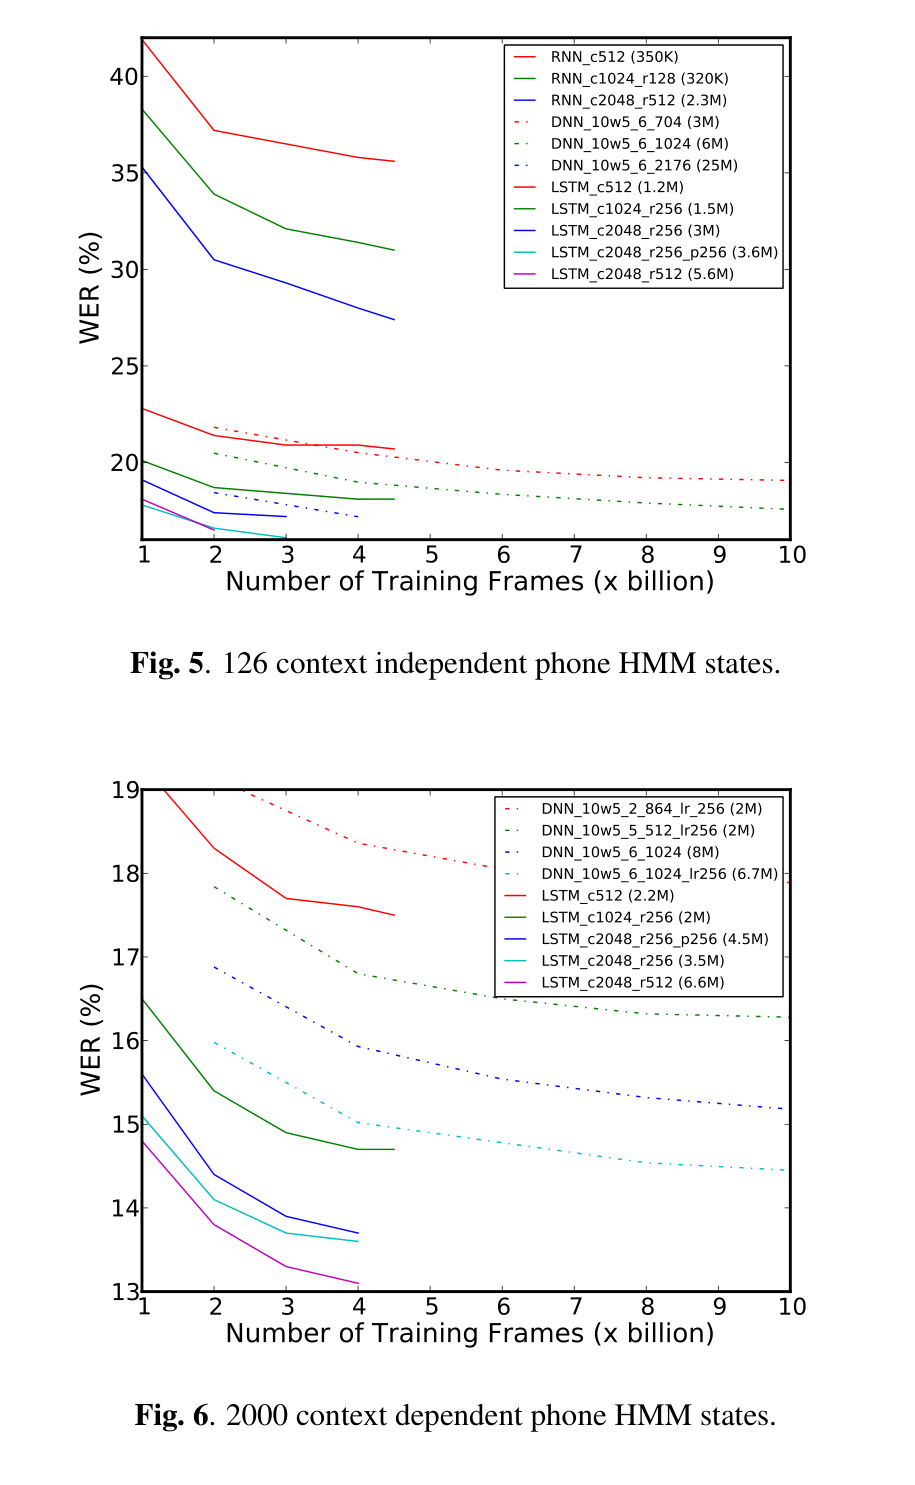 40
35
30
25
20
WER (%)
RNN_c512 (350K)
RNN_c1024_r128 (320K)
RNN_c2048_r512 (2.3M)
DNN_10w5_6_704 (3M)
DNN_10w5_6_1024 (6M)
DNN_10w5_6_2176 (25M)
LSTM_c512 (1.2M)
LSTM_c1024_r256 (1.5M)
LSTM_c2048_r256 (3M)
LSTM_c2048_r256_p256 (3.6M)
LSTM_c2048_r512 (5.6M)
1 2 3 4 5 6 7 8 9 10
Number of Training Frames (x billion)
Fig. 5. 126 context independent phone HMM states.
19
18
17
16
15
14
13
WER (%)
DNN_10w5_2_864_lr_256 (2M)
DNN_10w5_5_512_lr256 (2M)
DNN_10w5_6_1024 (8M)
DNN_10w5_6_1024_lr256 (6.7M)
LSTM_c512 (2.2M)
LSTM_c1024_r256 (2M)
LSTM_c2048_r256_p256 (4.5M)
LSTM_c2048_r256 (3.5M)
LSTM_c2048_r512 (6.6M)
1 2 3 4 5 6 7 8 9 10
Number of Training Frames (x billion)
Fig. 6. 2000 context dependent phone HMM states.